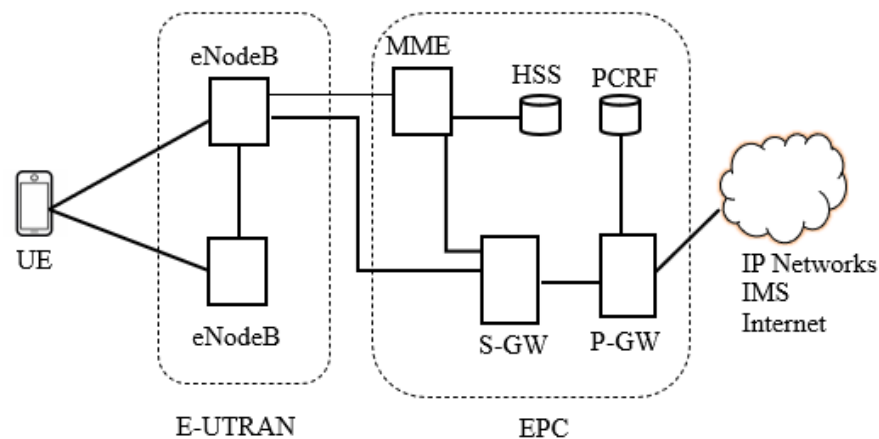 eNodeB
MME
HSS
PCRF
UE
eNodeB
S-GW
P-GW
IP Networks
IMS
Internet
E-UTRAN
EPC